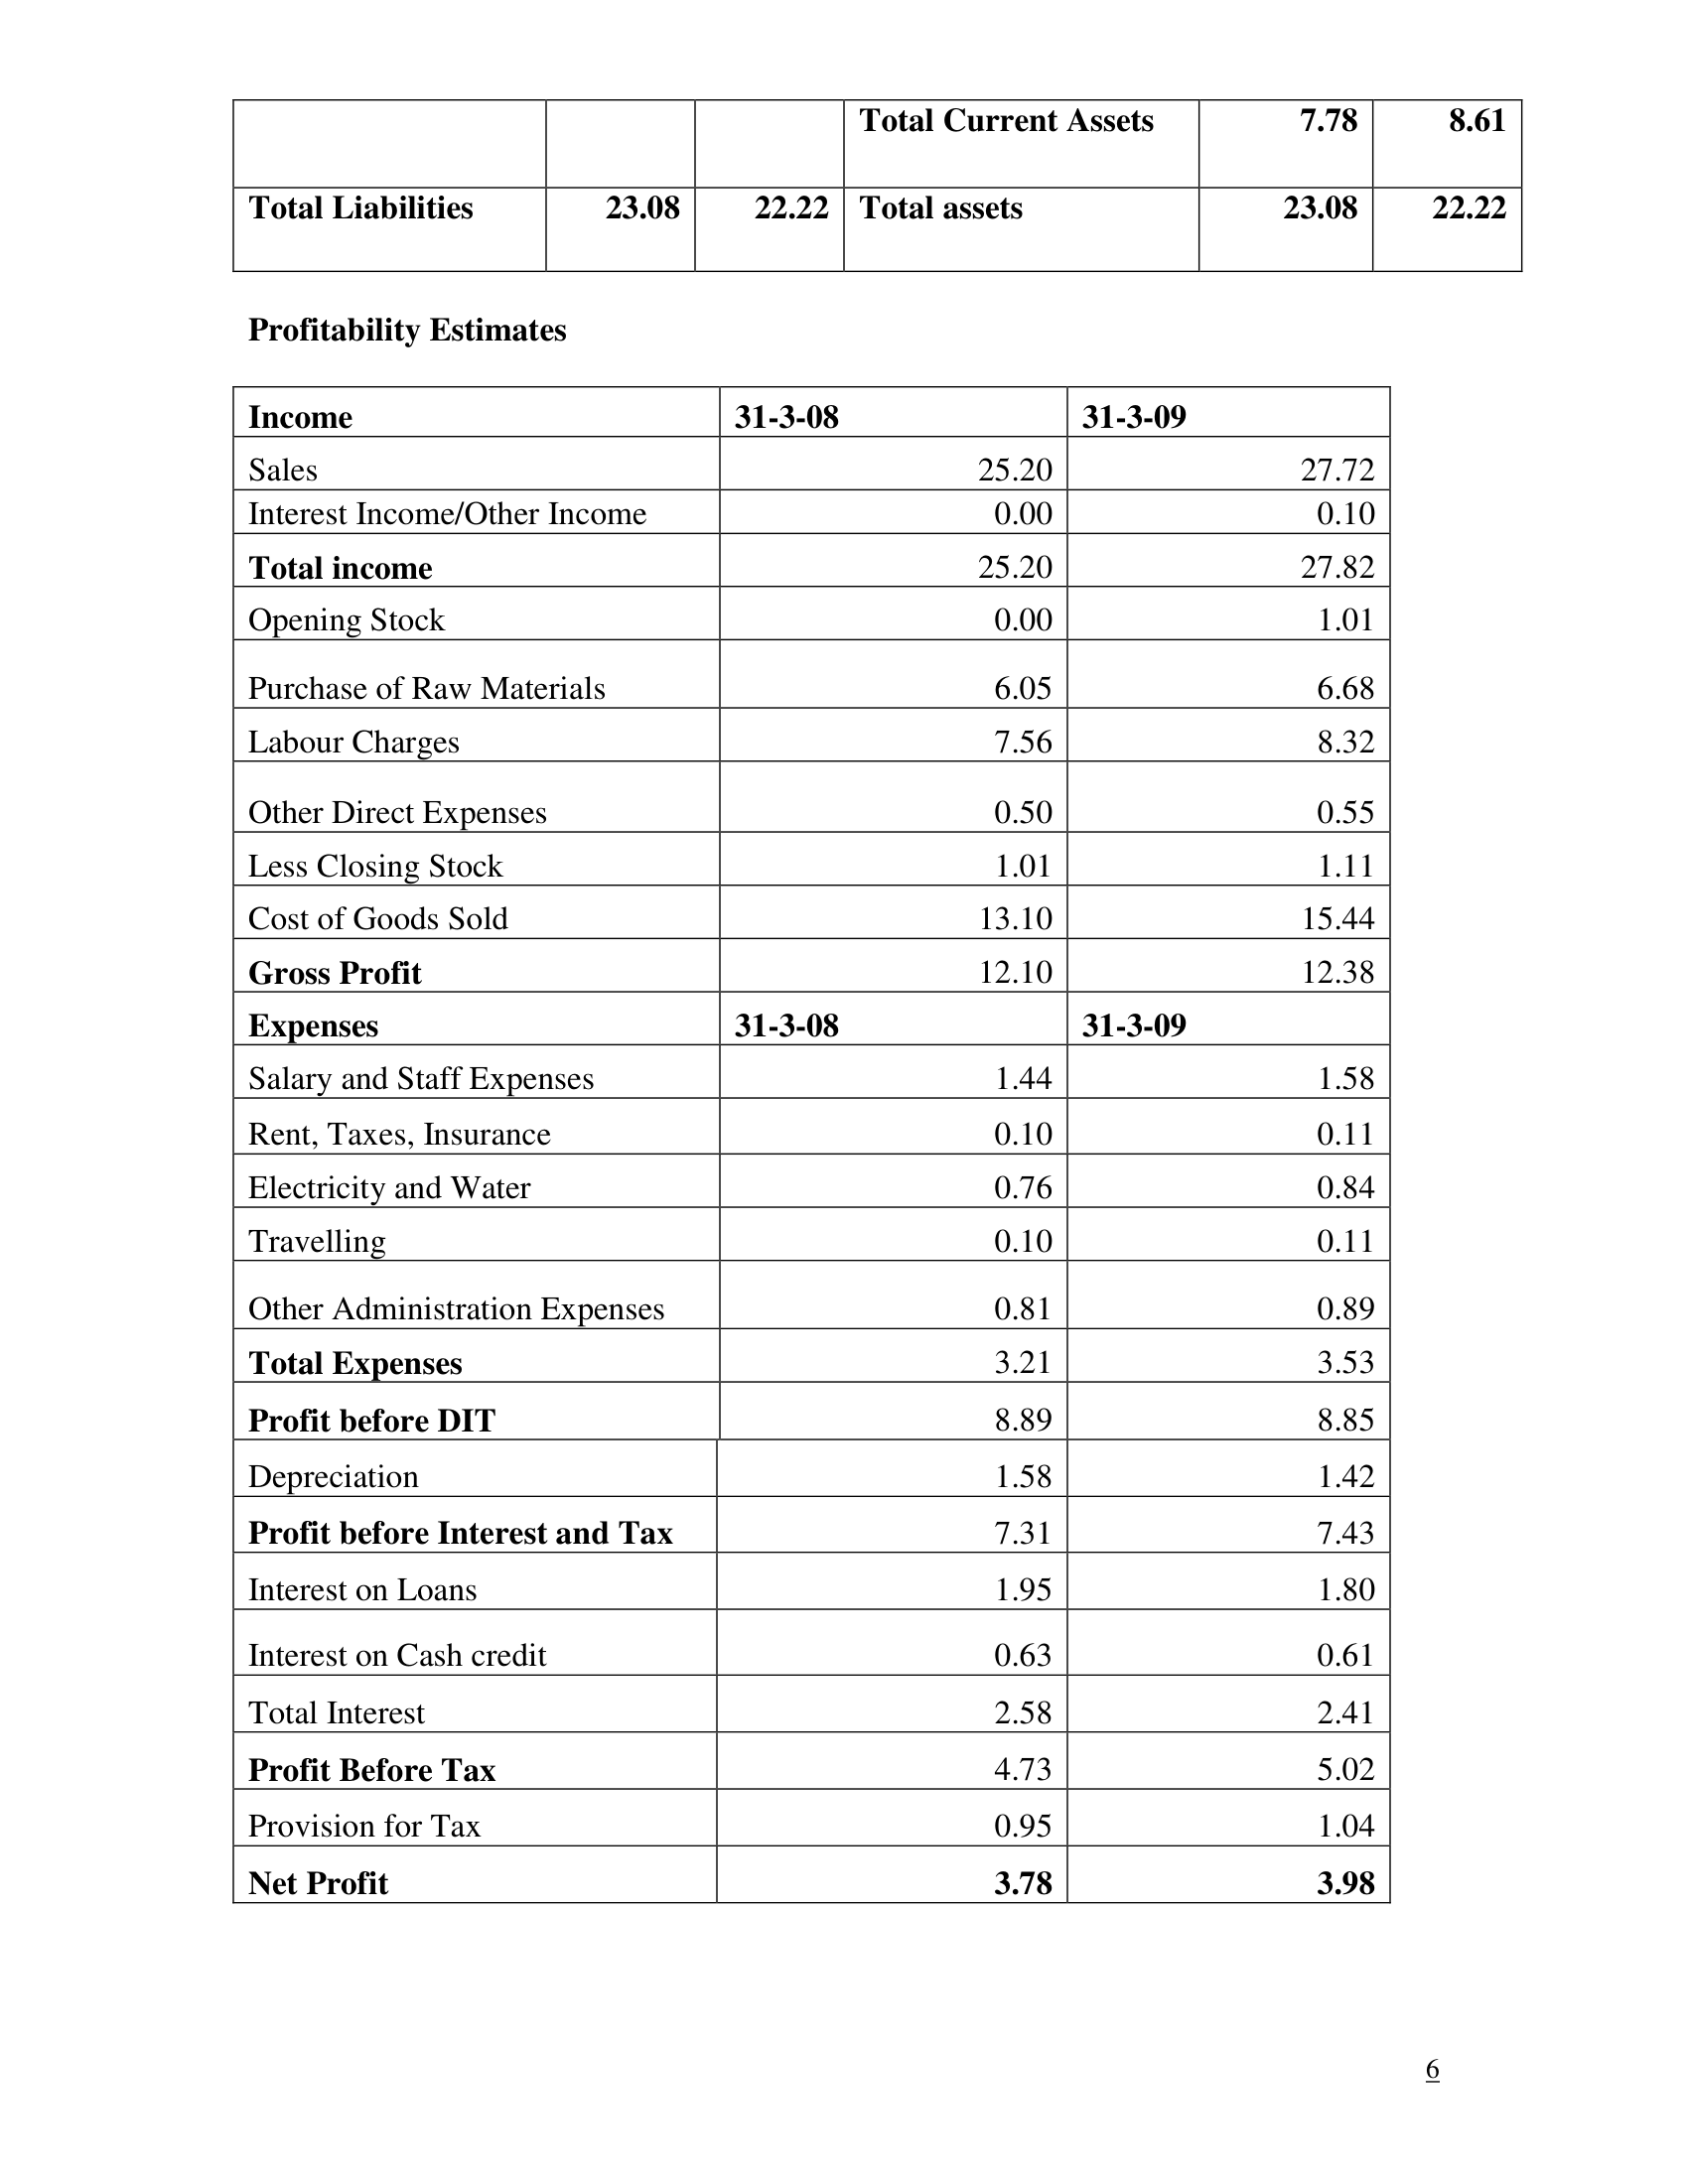 Total Current Assets 7.78 8.61
Total Liabilities 23.08 22.22 Total assets 23.08 22.22
Profitability Estimates
Income 31-3-08 31-3-09
Sales 25.20 27.72
Interest Income/Other Income 0.00 0.10
Total income 25.20 27.82
Opening Stock 0.00 1.01
Purchase of Raw Materials 6.05 6.68
Labour Charges 7.56 8.32
Other Direct Expenses 0.50 0.55
Less Closing Stock 1.01 1.11
Cost of Goods Sold 13.10 15.44
Gross Profit 12.10 12.38
Expenses 31-3-08 31-3-09
Salary and Staff Expenses 1.44 1.58
Rent, Taxes, Insurance 0.10 0.11
Electricity and Water 0.76 0.84
Travelling 0.10 0.11
Other Administration Expenses 0.81 0.89
Total Expenses 3.21 3.53
Profit before DIT 8.89 8.85
Depreciation 1.58 1.42
Profit before Interest and Tax 7.31 7.43
Interest on Loans 1.95 1.80
Interest on Cash credit 0.63 0.61
Total Interest 2.58 2.41
Profit Before Tax 4.73 5.02
Provision for Tax 0.95 1.04
Net Profit 3.78 3.98
6